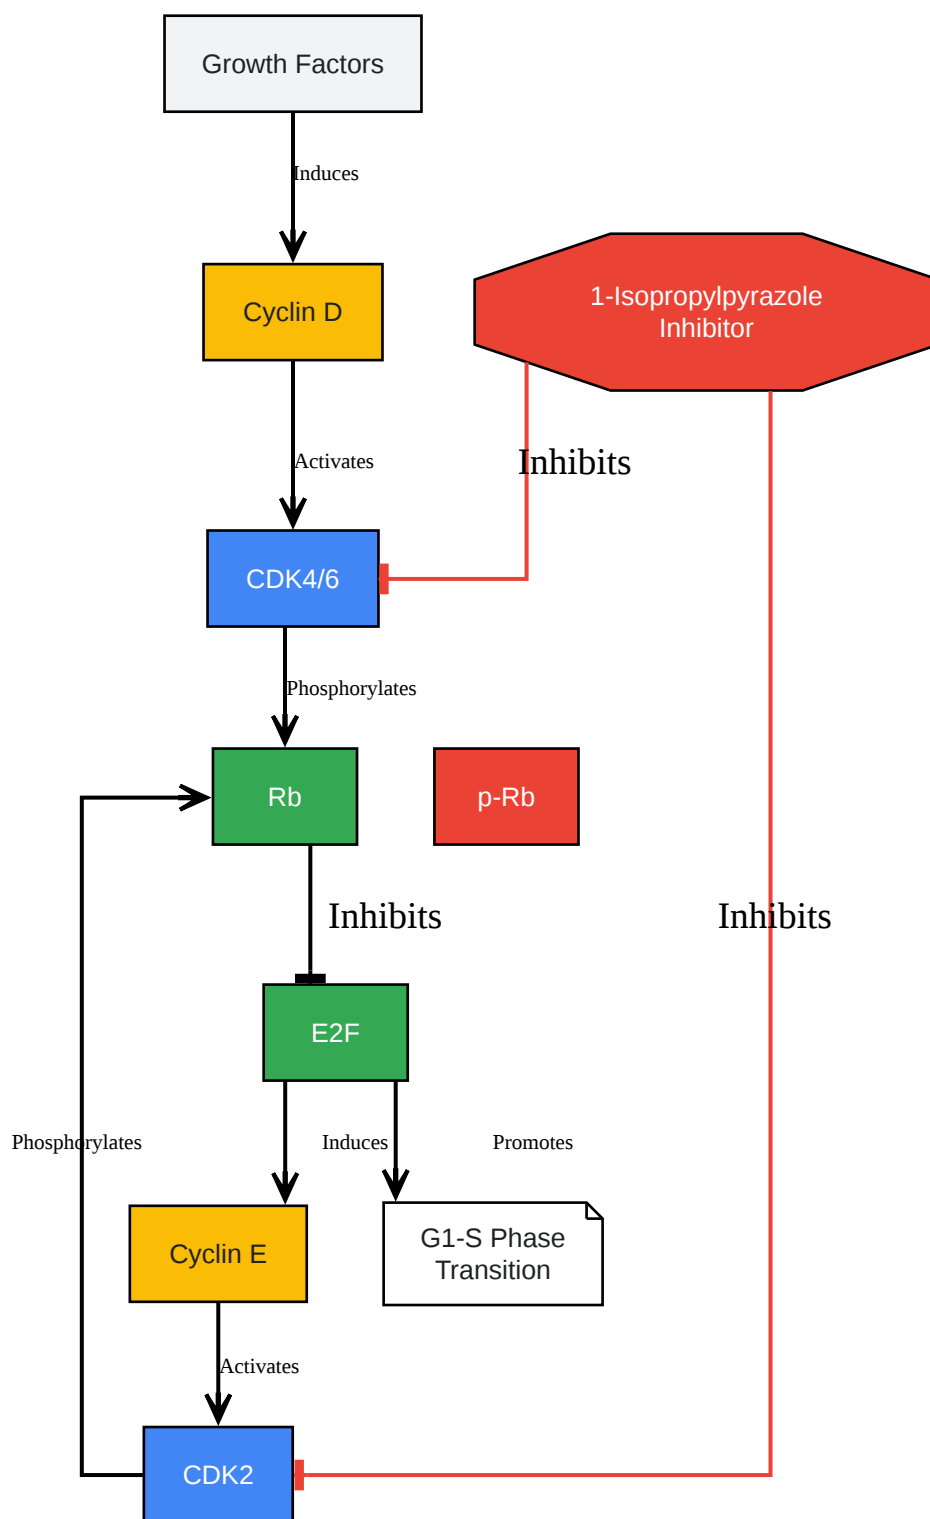 Growth Factors
Induces
Cyclin D
1-Isopropylpyrazole
Inhibitor
Activates
Inhibits
CDK4/6
Phosphorylates
Rb
p-Rb
Inhibits
Inhibits
E2F
Phosphorylates
Induces
Promotes
Cyclin E
G1-S Phase
Transition
Activates
CDK2